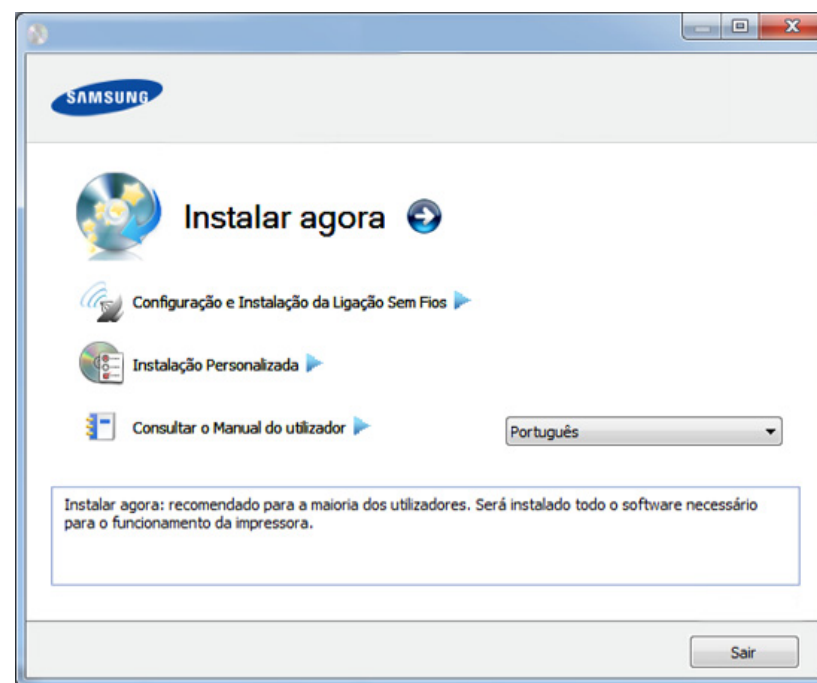 SAMSUNG
Instalar agora
Configuração e Instalação da Ligação Sem Fios
Instalação Personalizada
Consultar o Manual do utilizador
Português
Instalar agora: recomendado para a maioria dos utilizadores. Será instalado todo o software necessário
para o funcionamento da impressora.
Sair